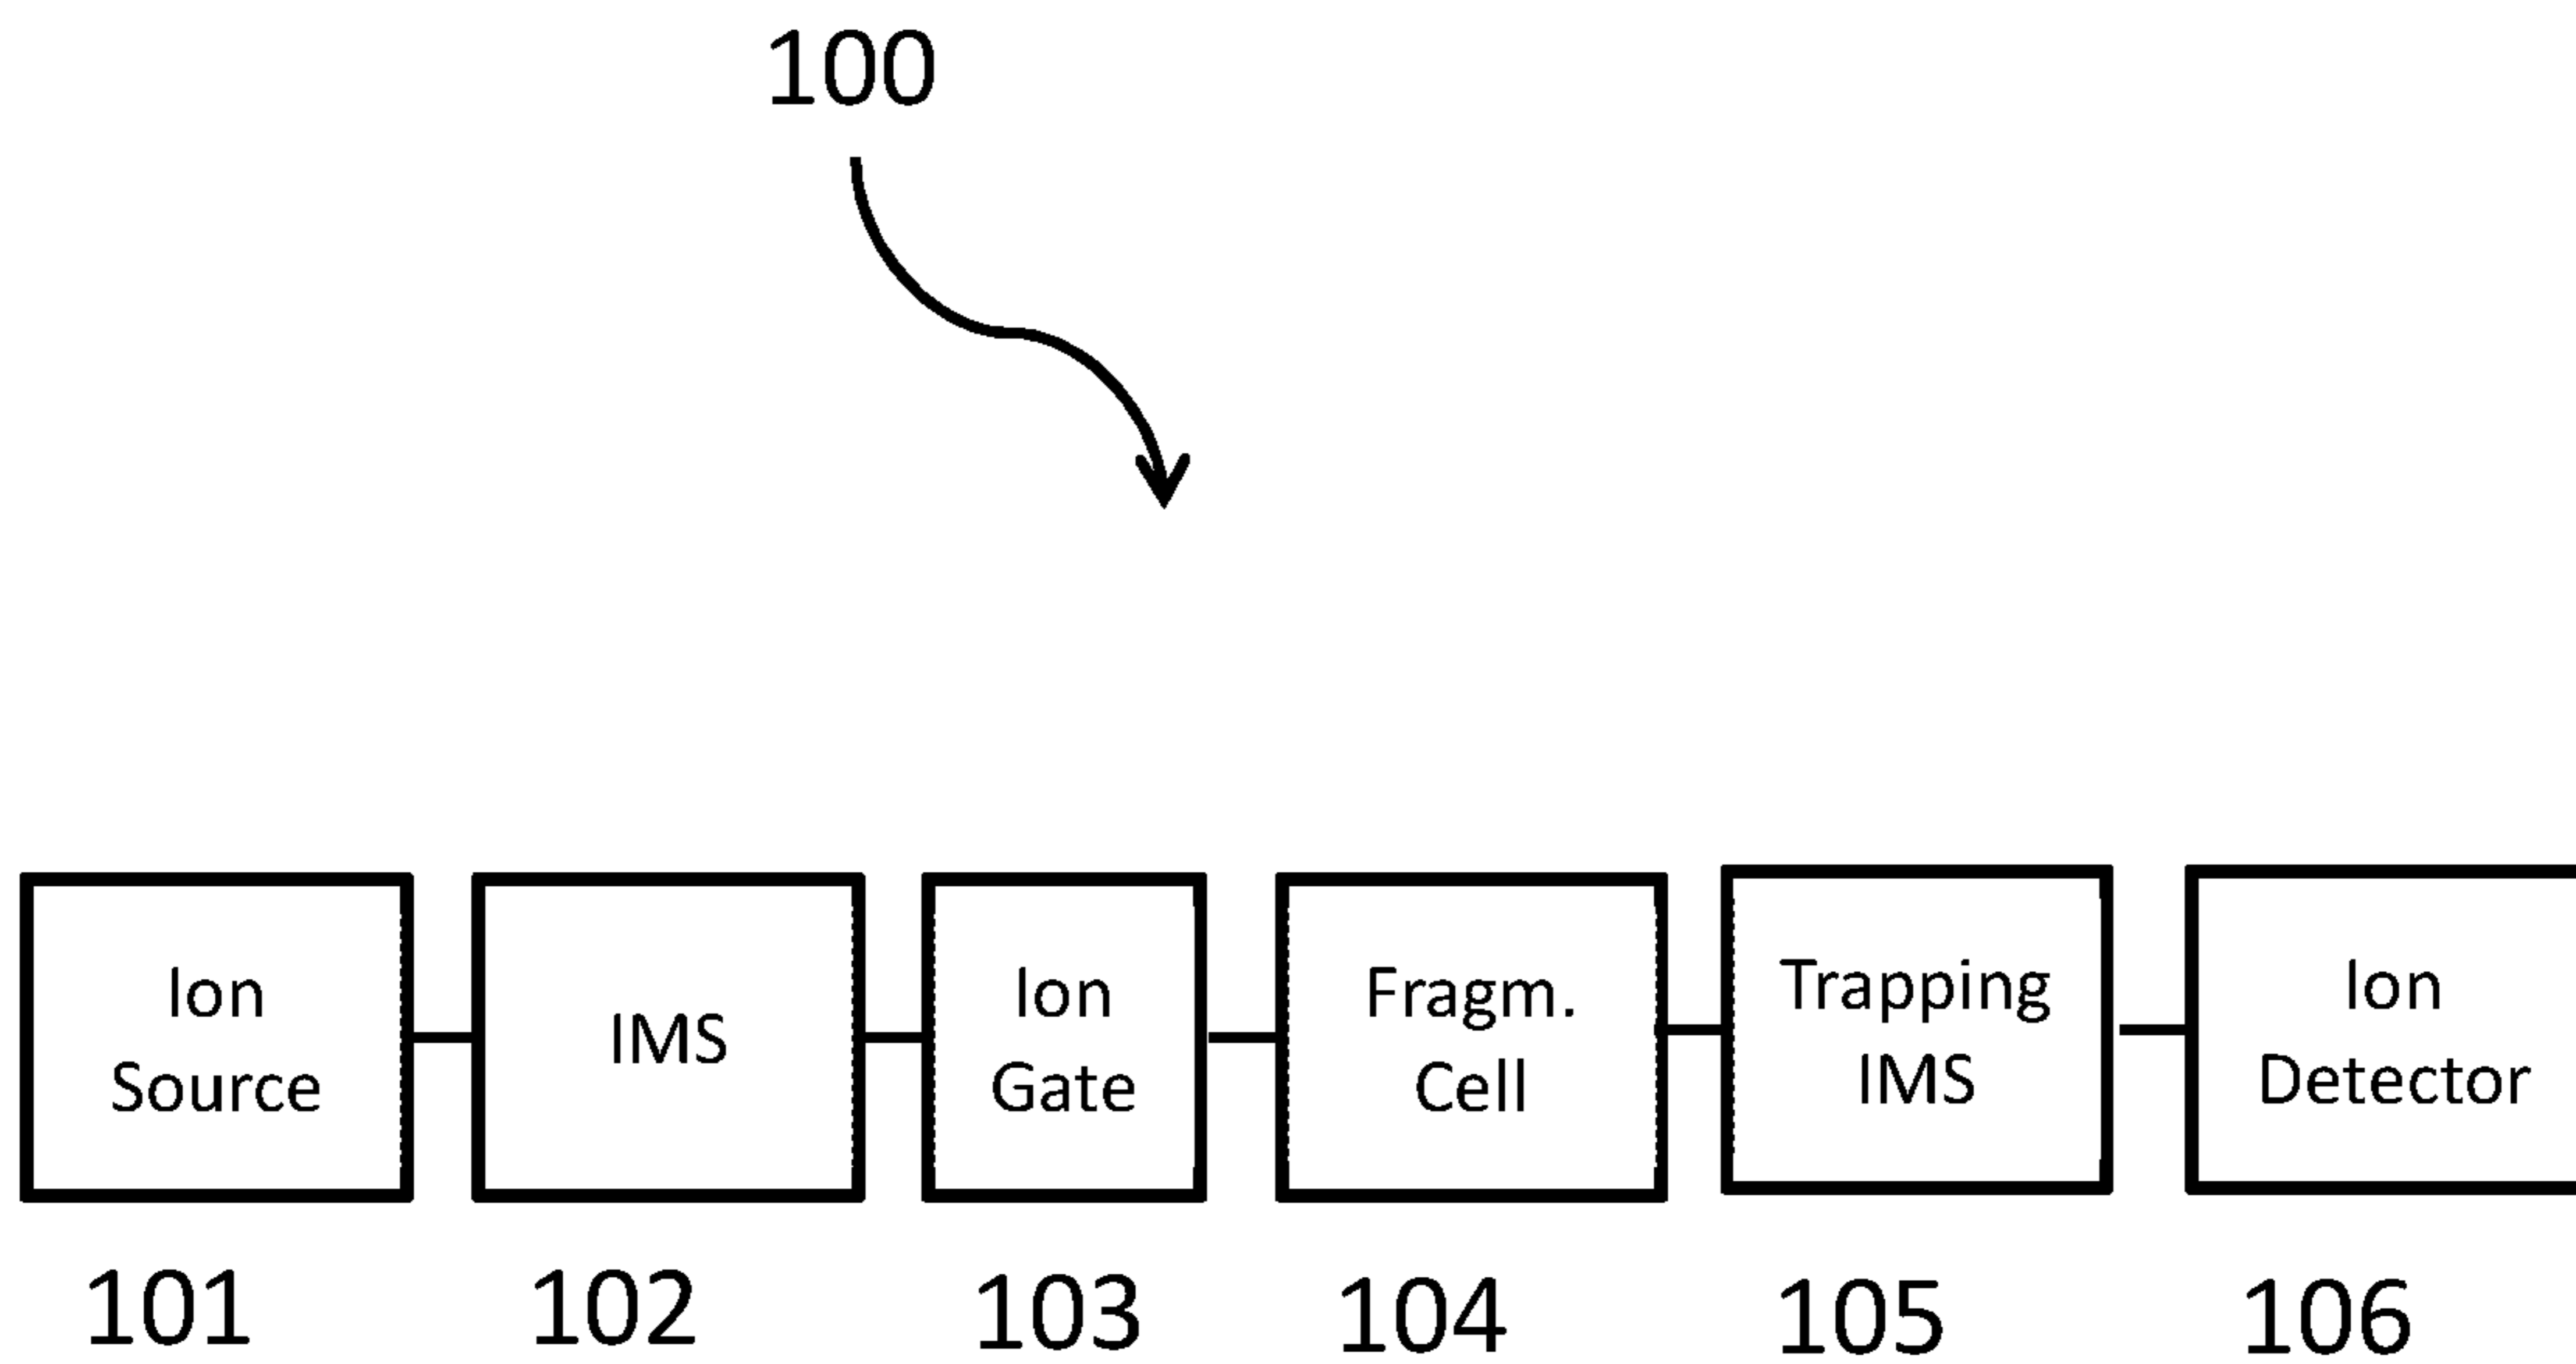 100
Ion
Source
IMS
Ion
Gate
Fragm.
Cell
Trapping
IMS
Ion
Detector
101
102
103
104
105
106